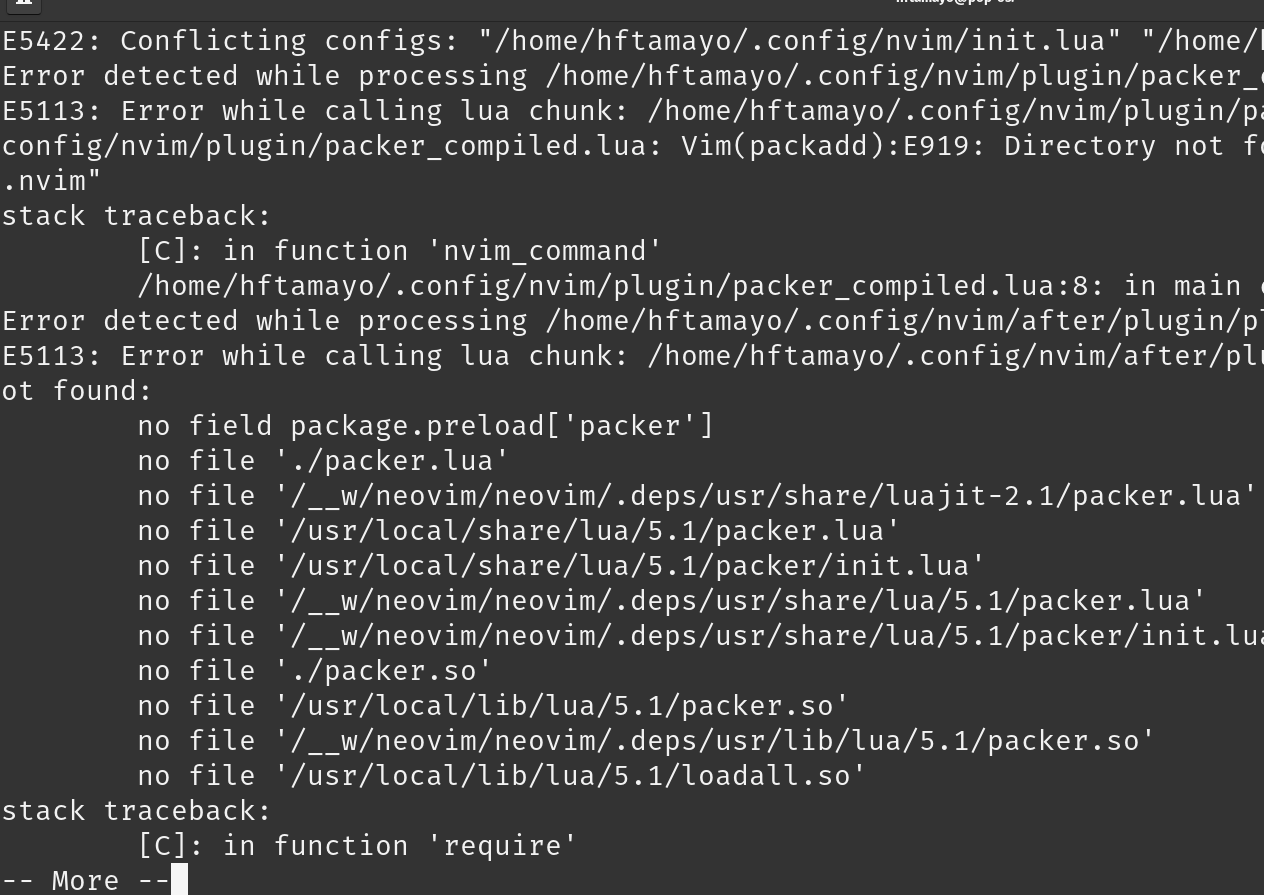 E5422: Conflicting configs: "/home/hftamayo/.config/nvim/init.lua" "/home/
Error detected while processing /home/hftamayo/.config/nvim/plugin/packer_
E5113: Error while calling lua chunk: /home/hftamayo/.config/nvim/plugin/pa
config/nvim/plugin/packer_compiled.lua: Vim(packadd):E919: Directory not fo
.nvim"
stack traceback:
        [C]: in function 'nvim_command'
        /home/hftamayo/.config/nvim/plugin/packer_compiled.lua:8: in main
Error detected while processing /home/hftamayo/.config/nvim/after/plugin/pl
E5113: Error while calling lua chunk: /home/hftamayo/.config/nvim/after/plu
ot found:
        no field package.preload['packer']
        no file './packer.lua'
        no file '/__w/neovim/neovim/.deps/usr/share/luajit-2.1/packer.lua'
        no file '/usr/local/share/lua/5.1/packer.lua'
        no file '/usr/local/share/lua/5.1/packer/init.lua'
        no file '/__w/neovim/neovim/.deps/usr/share/lua/5.1/packer.lua'
        no file '/__w/neovim/neovim/.deps/usr/share/lua/5.1/packer/init.lua
        no file './packer.so'
        no file '/usr/local/lib/lua/5.1/packer.so'
        no file '/__w/neovim/neovim/.deps/usr/lib/lua/5.1/packer.so'
        no file '/usr/local/lib/lua/5.1/loadall.so'
stack traceback:
        [C]: in function 'require'
-- More --